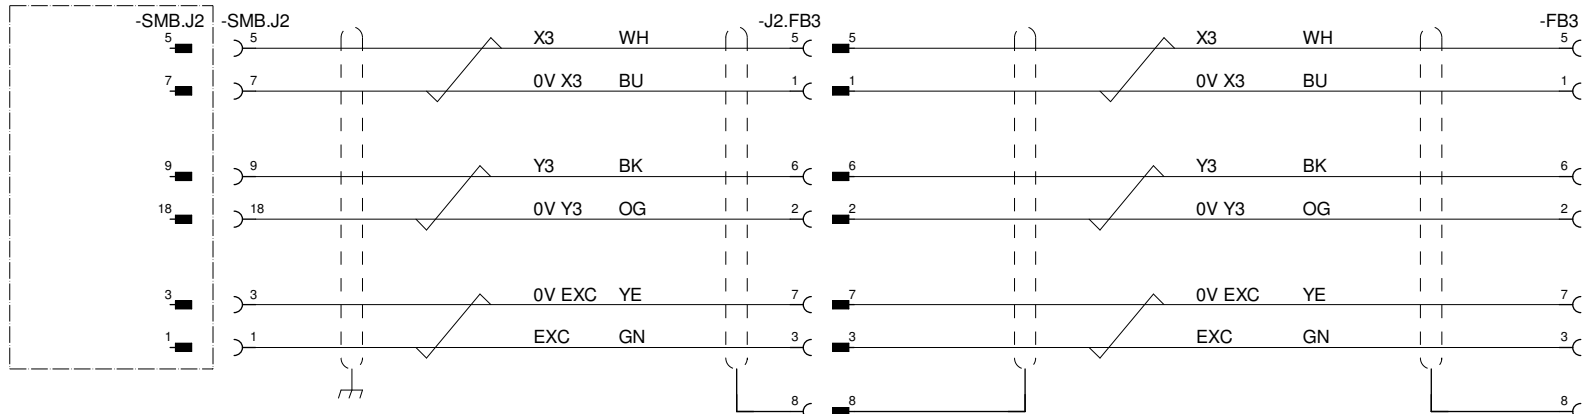 -SMB.J2 -SMB.J2 -J2.FB3 -FB3
5 5 X3 WH 5 5 X3 WH 5
7 7 0V X3 BU 1 1 0V X3 BU 1
9 9 Y3 BK 6 6 Y3 BK 6
18 18 0V Y3 OG 2 2 0V Y3 OG 2
3 3 0V EXC YE 7 7 0V EXC YE 7
1 1 EXC GN 3 3 EXC GN 3
8 8 8